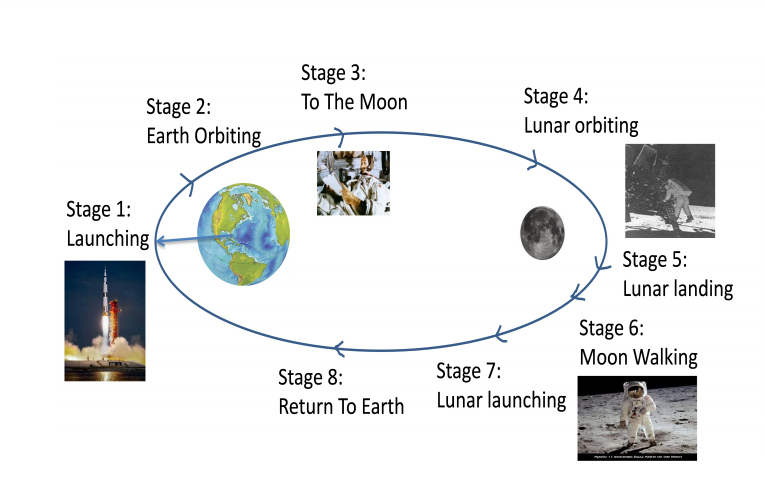 Stage 3:
To The Moon
Stage 4:
Lunar orbiting
Stage 2:
Earth Orbiting
Stage 1:
Launching
Stage 5:
Lunar landing
Stage 6:
Moon Walking
Stage 7:
Lunar launching
Stage 8:
Return To Earth